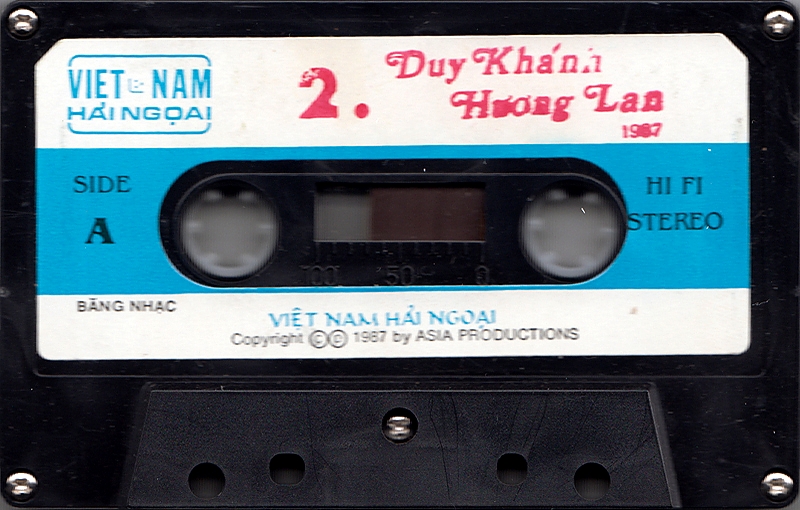 VIET NAM
HẢI NGOẠI
2.
Duy Khánh
Hương Lan
1987
SIDE
A
HI FI
STEREO
100 50 0
BĂNG NHẠC
VIỆT NAM HẢI NGOẠI
Copyright ©© 1987 by ASIA PRODUCTIONS